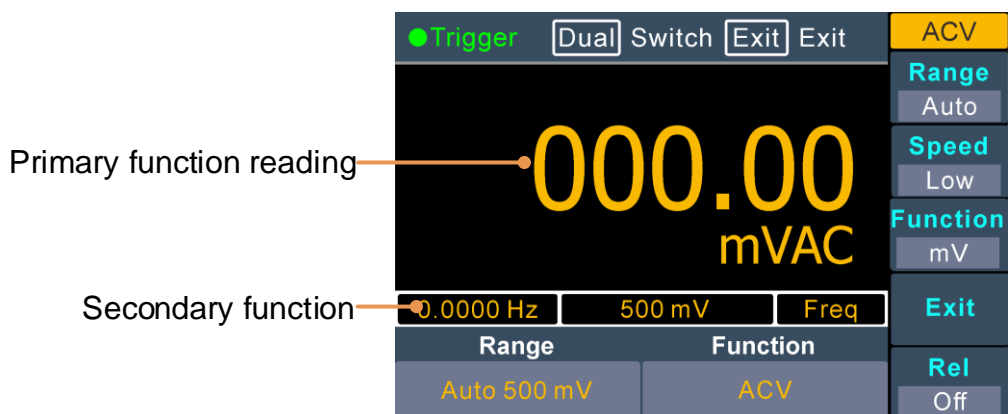 Trigger Dual Switch Exit Exit
ACV
Range
Auto
Primary function reading
000.00
mVAC
Speed
Low
Function
mV
Secondary function
0.0000 Hz 500 mV Freq
Exit
Range Function
Auto 500 mV ACV
Rel
Off